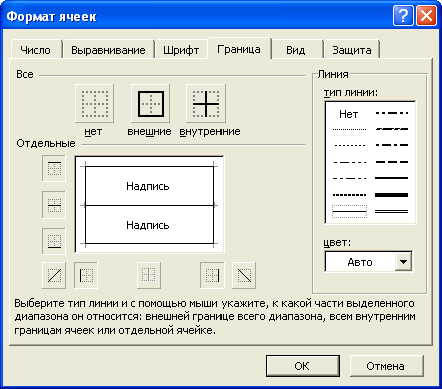 Формат ячеек
Число Выравнивание Шрифт Граница Вид Защита
Все
нет внешние внутренние
Отдельные
Надпись
Надпись
Линия
тип линии:
Нет
цвет:
Авто
Выберите тип линии и с помощью мыши укажите, к какой части выделенного
диапазона он относится: внешней границе всего диапазона, всем внутренним
границам ячеек или отдельной ячейке.
ОК Отмена